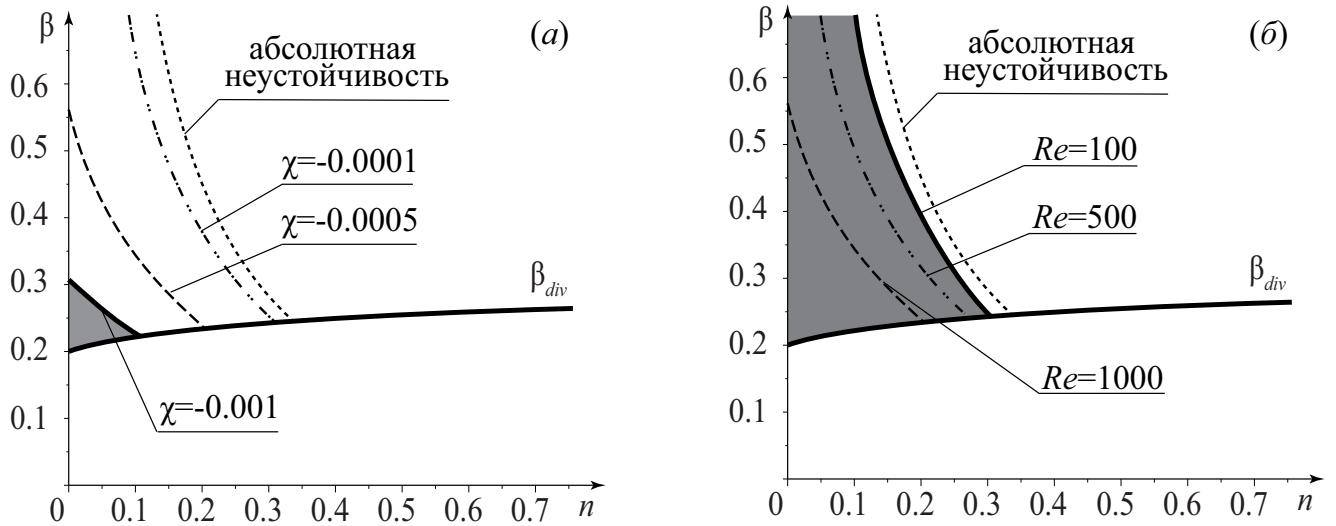 β
(а)
абсолютная
неустойчивость
0.6
0.5
0.4
0.3
0.2
0.1
χ=-0.0001
χ=-0.0005
β div
χ=-0.001
0
0.1
0.2
0.3
0.4
0.5
0.6
0.7
n
β
(б)
абсолютная
неустойчивость
0.6
0.5
0.4
0.3
0.2
0.1
Re=100
Re=500
β div
Re=1000
0
0.1
0.2
0.3
0.4
0.5
0.6
0.7
n